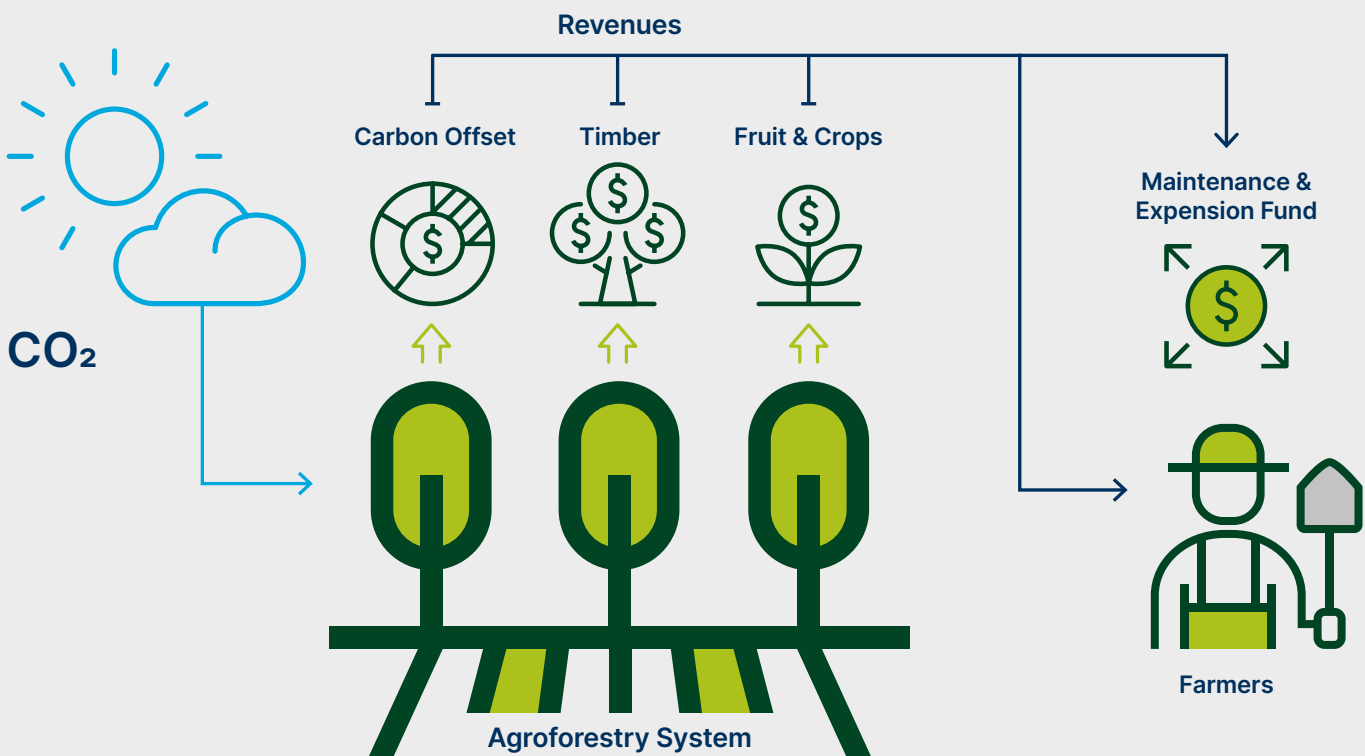 Revenues
Carbon Offset
Timber
Fruit & Crops
Maintenance &
Expension Fund
CO₂
$
$
$
$
$
$
Farmers
Agroforestry System